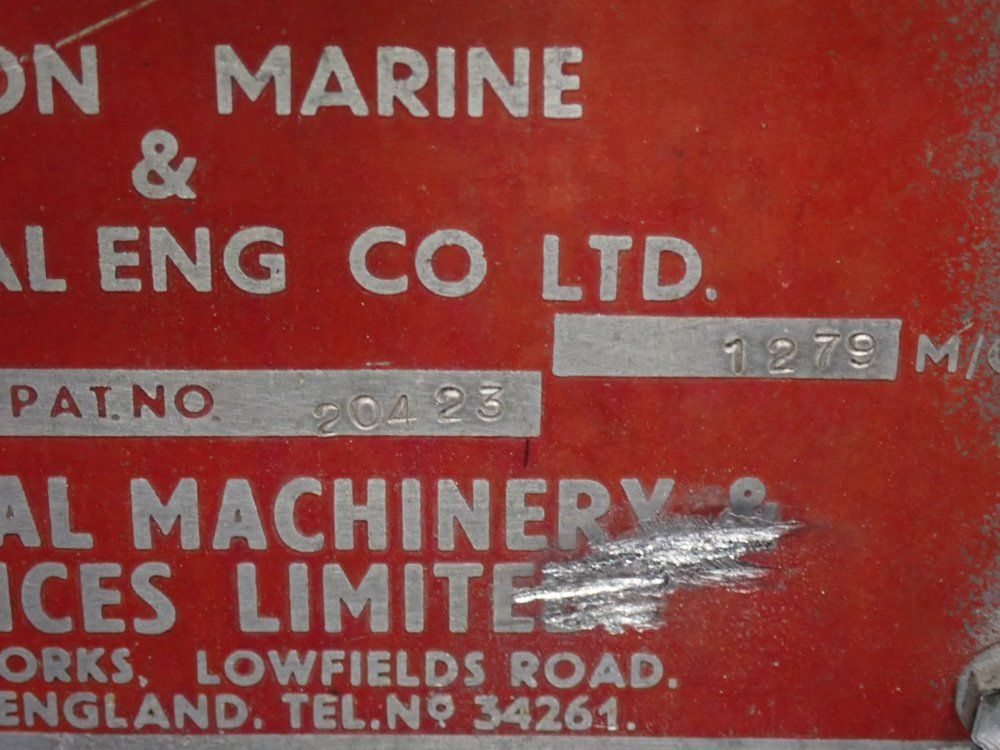 ON MARINE
&
AL ENG CO LTD.
1279 M/
PAT. NO. 20423
AL MACHINERY &
ICES LIMITE
ORKS, LOWFIELDS ROAD.
ENGLAND. TEL. Nº 34261.